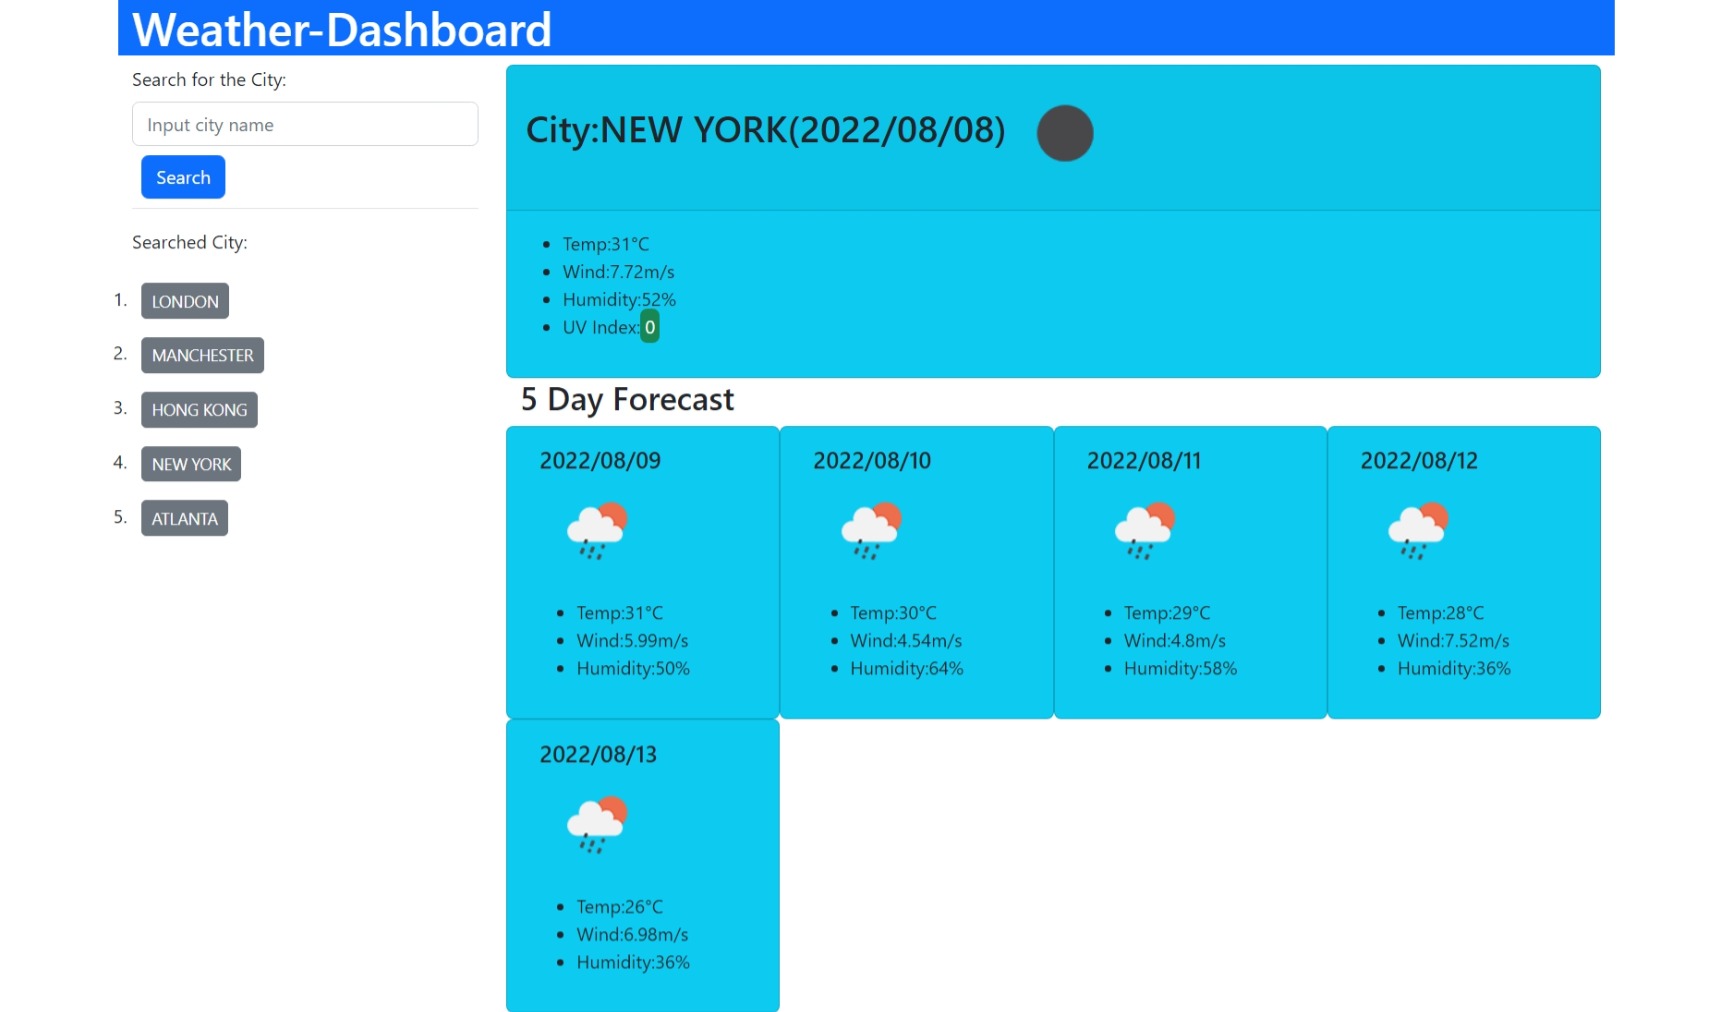 Weather-Dashboard
Search for the City:
Input city name
Search
Searched City:
1. LONDON
2. MANCHESTER
3. HONG KONG
4. NEW YORK
5. ATLANTA
City:NEW YORK(2022/08/08)
Temp:31°C
Wind:7.72m/s
Humidity:52%
UV Index:0
5 Day Forecast
2022/08/09
Temp:31°C
Wind:5.99m/s
Humidity:50%
2022/08/10
Temp:30°C
Wind:4.54m/s
Humidity:64%
2022/08/11
Temp:29°C
Wind:4.8m/s
Humidity:58%
2022/08/12
Temp:28°C
Wind:7.52m/s
Humidity:36%
2022/08/13
Temp:26°C
Wind:6.98m/s
Humidity:36%